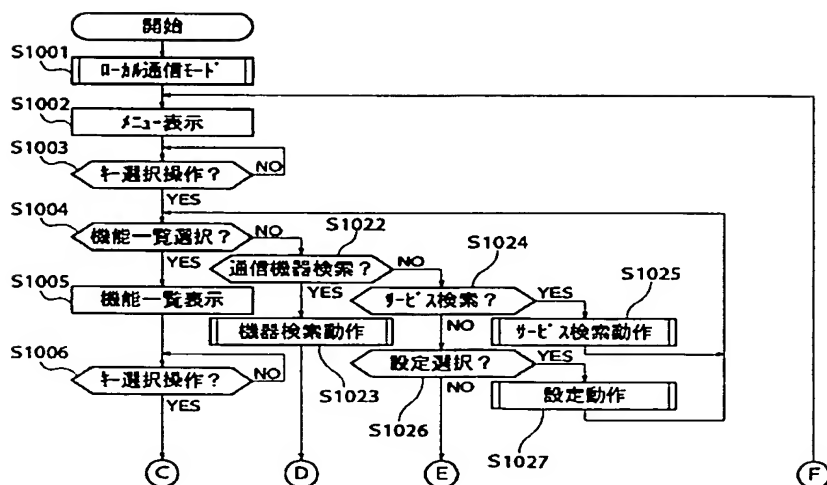 開始
S1001
ローカル通信モード
S1002
メニュー表示
S1003
キー選択操作?
NO
YES
S1004
機能一覧選択?
NO
YES
S1022
通信機器検索?
NO
YES
S1024
サービス検索?
YES
NO
S1025
サービス検索動作
S1005
機能一覧表示
機器検索動作
S1023
設定選択?
YES
NO
S1026
設定動作
S1027
S1006
キー選択操作?
NO
YES
C
D
E
F